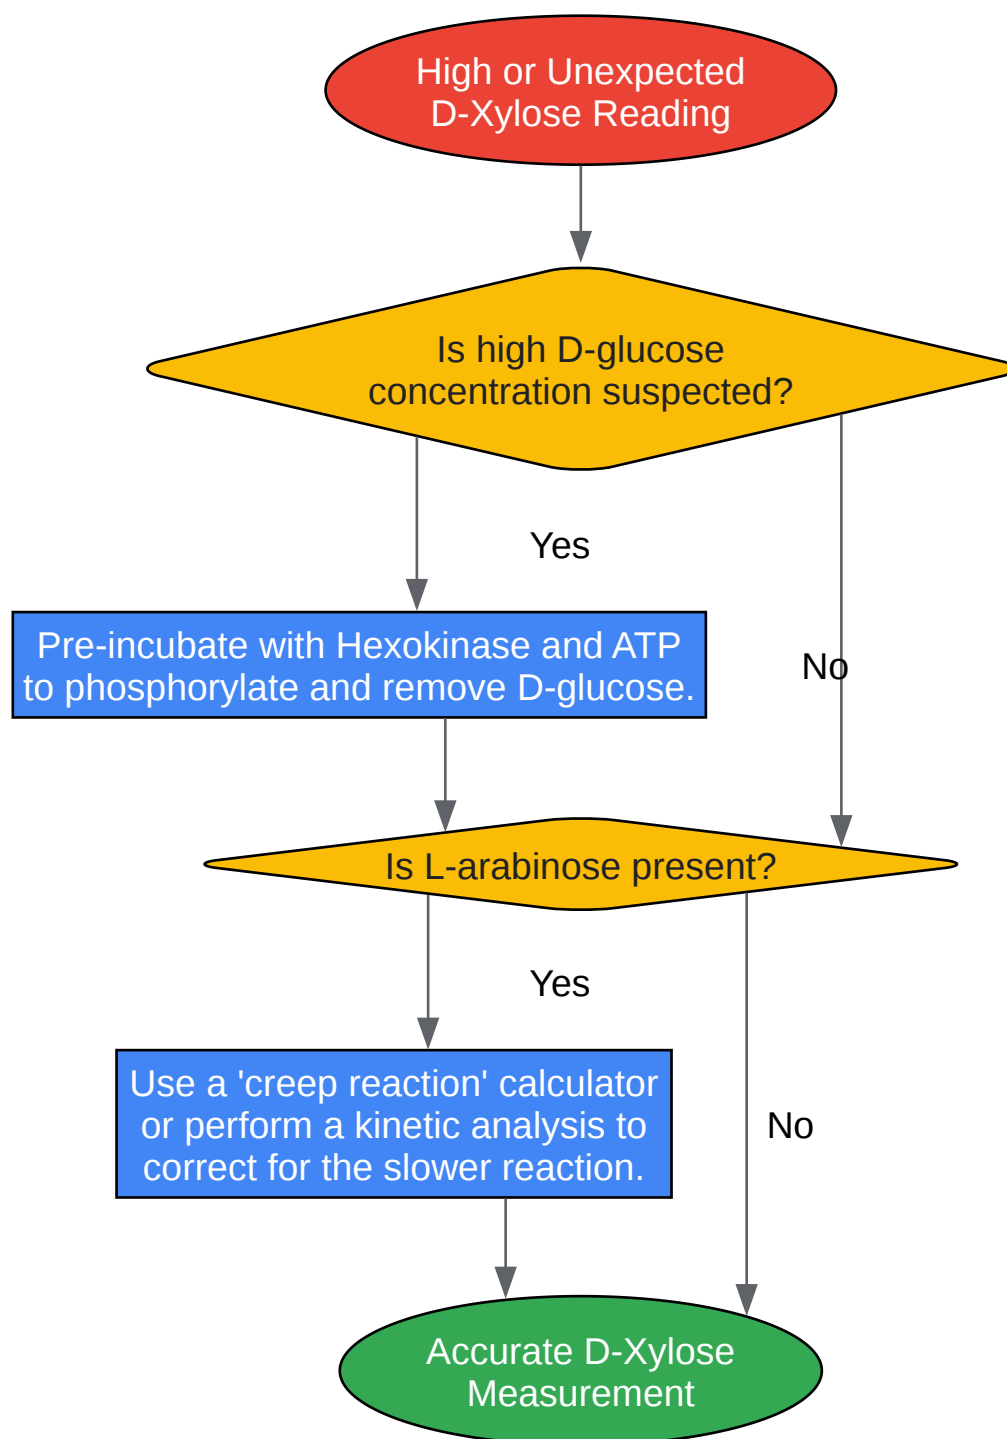 High or Unexpected
D-Xylose Reading
Is high D-glucose
concentration suspected?
Yes
Pre-incubate with Hexokinase and ATP
to phosphorylate and remove D-glucose.
No
Is L-arabinose present?
Yes
Use a 'creep reaction' calculator
or perform a kinetic analysis to
correct for the slower reaction.
No
Accurate D-Xylose
Measurement